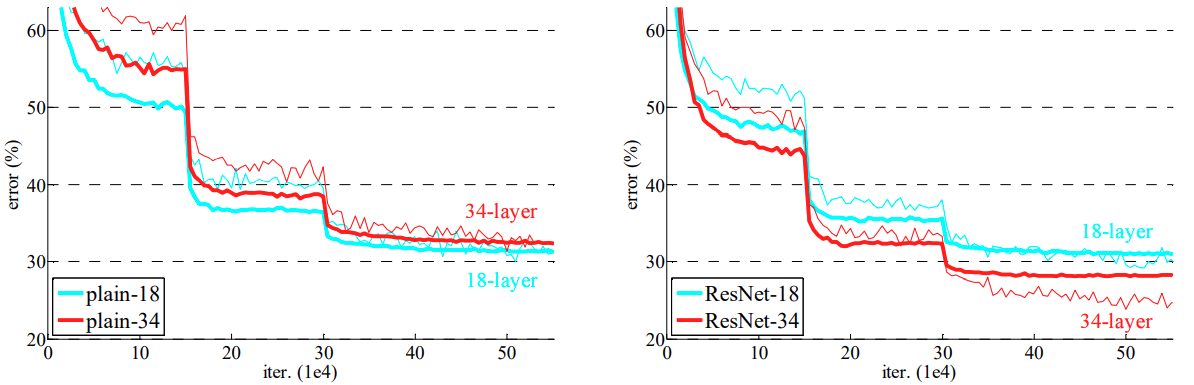 60
50
40
30
20
error (%)
34-layer
18-layer
plain-18
plain-34
0 10 20 30 40 50
iter. (1e4)
60
50
40
30
20
error (%)
18-layer
34-layer
ResNet-18
ResNet-34
0 10 20 30 40 50
iter. (1e4)